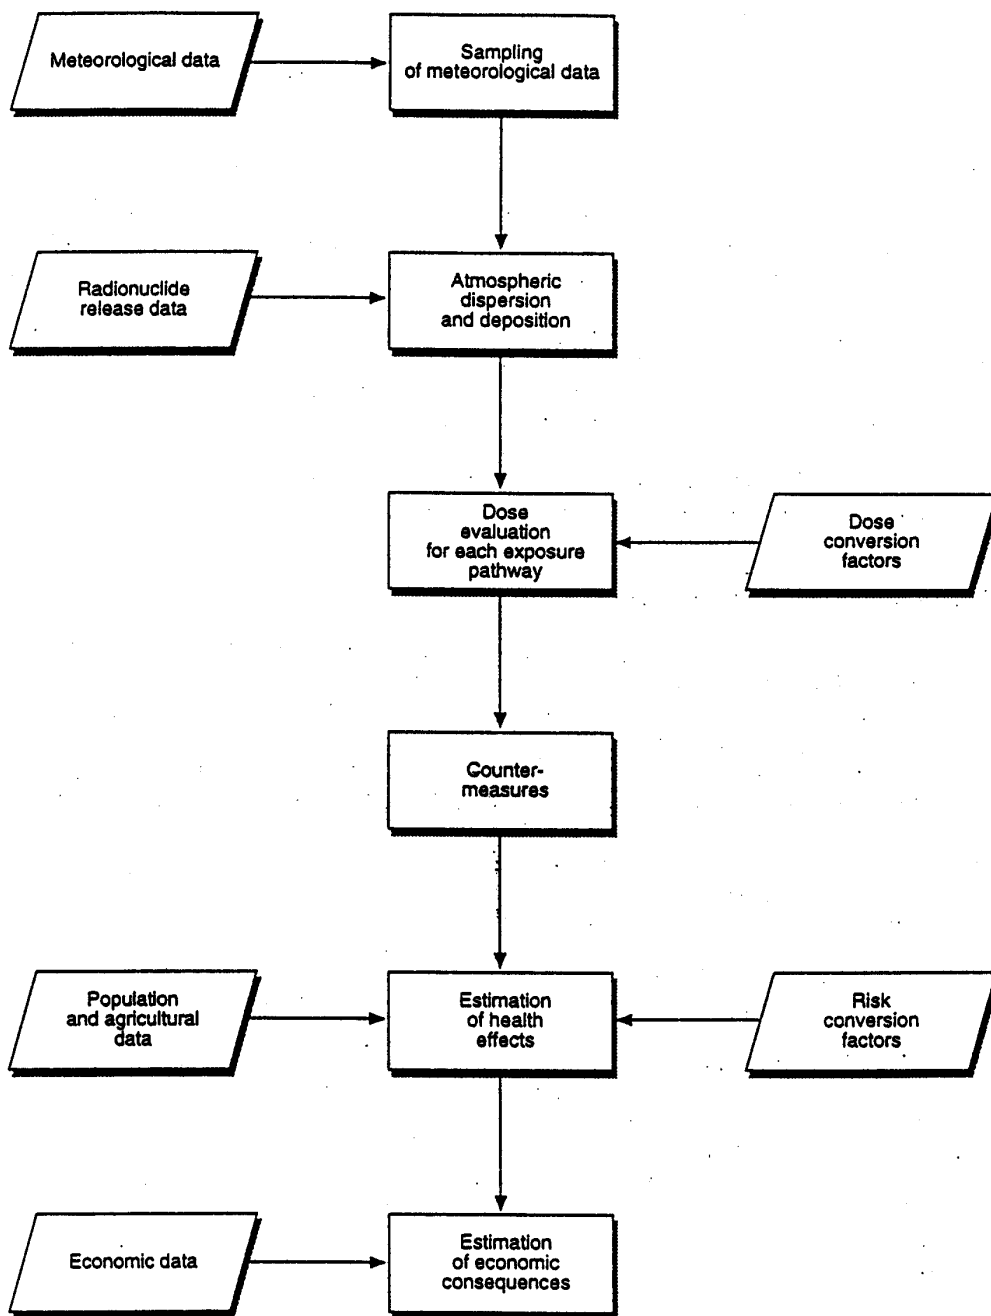 Meteorological data
Sampling
of meteorological data
Radionuclide
release data
Atmospheric
dispersion
and deposition
Dose
evaluation
for each exposure
pathway
Dose
conversion
factors
Counter-
measures
Population
and agricultural
data
Estimation
of health
effects
Risk
conversion
factors
Economic data
Estimation
of economic
consequences